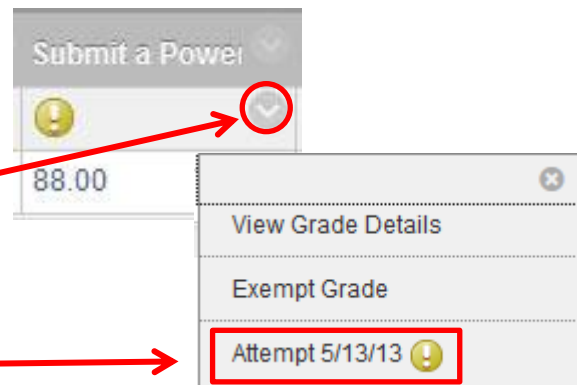 Submit a Power
88.00
View Grade Details
Exempt Grade
Attempt 5/13/13